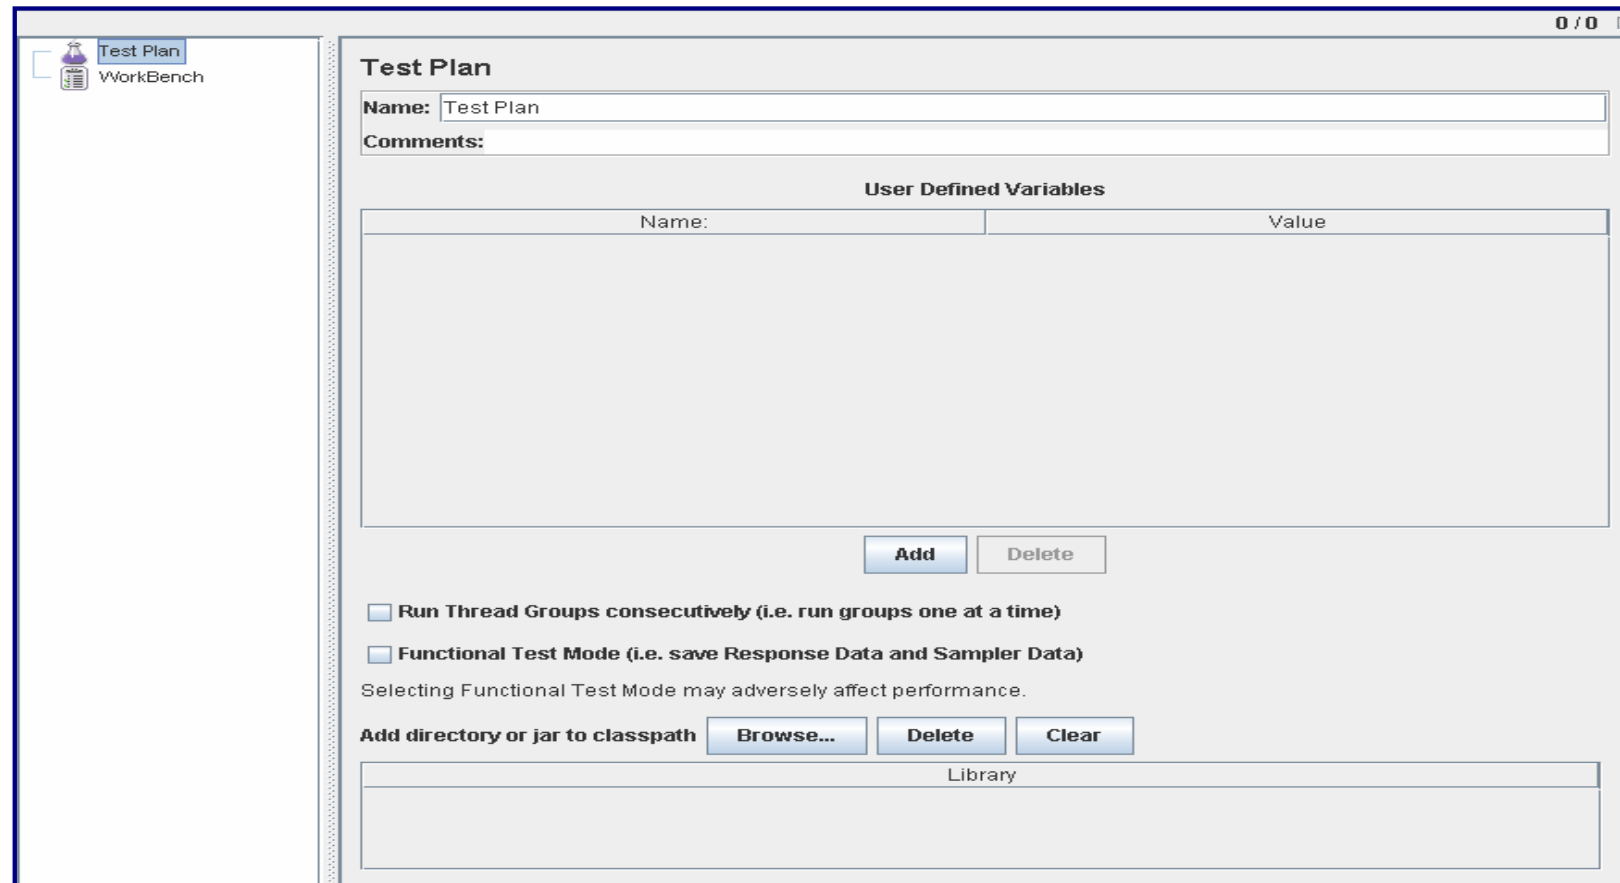 0 / 0
Test Plan
WorkBench
Test Plan
Name: Test Plan
Comments:
User Defined Variables
Name: Value
Add Delete
Run Thread Groups consecutively (i.e. run groups one at a time)
Functional Test Mode (i.e. save Response Data and Sampler Data)
Selecting Functional Test Mode may adversely affect performance.
Add directory or jar to classpath Browse... Delete Clear
Library